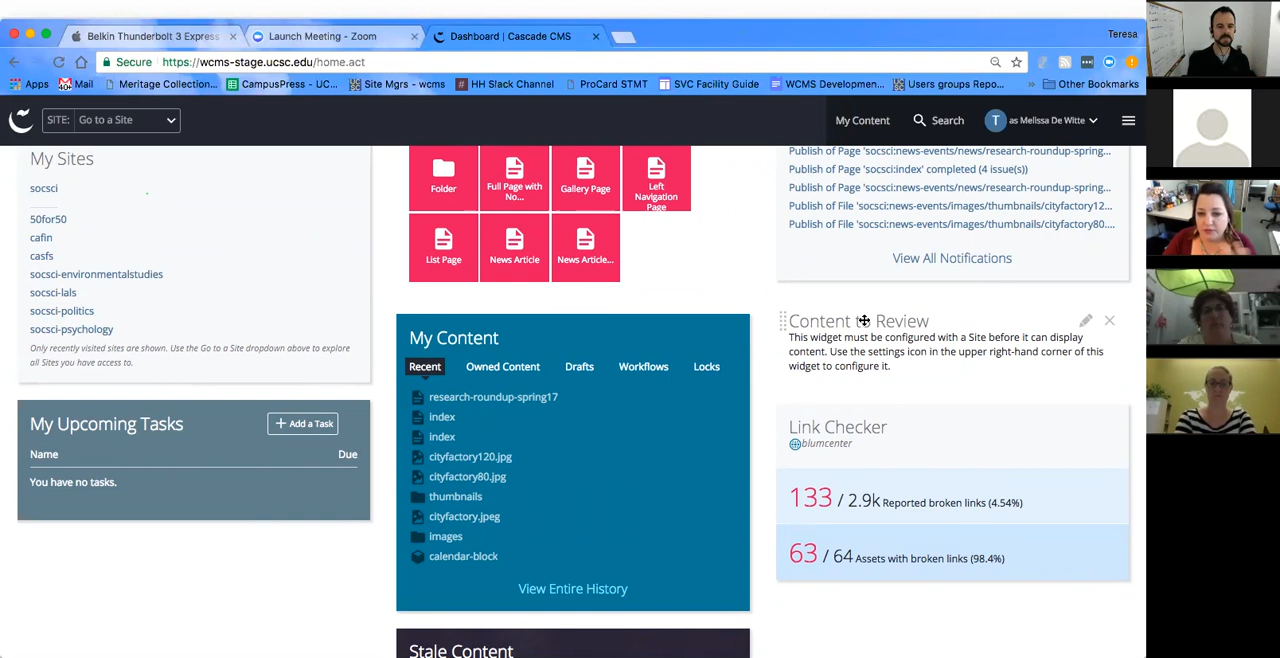 Belkin Thunderbolt 3 Express
Launch Meeting - Zoom
Dashboard | Cascade CMS
Teresa
Secure
https://wcms-stage.ucsc.edu/home.act
Apps
Mail
Meritage Collection...
CampusPress - UC...
Site Mgrs - wcms
HH Slack Channel
ProCard STMT
SVC Facility Guide
WCMS Developmen...
Users groups Repo...
Other Bookmarks
SITE: Go to a Site
My Content
Search
T as Melissa De Witte
My Sites
socsci
50for50
cafin
casfs
socsci-environmentalstudies
socsci-lals
socsci-politics
socsci-psychology
Only recently visited sites are shown. Use the Go to a Site dropdown above to explore
all Sites you have access to.
My Upcoming Tasks
+ Add a Task
Name Due
You have no tasks.
Folder
Full Page with
No...
Gallery Page
Left
Navigation
Page
List Page
News Article
News Article...
My Content
Recent Owned Content Drafts Workflows Locks
research-roundup-spring17
index
index
cityfactory120.jpg
cityfactory80.jpg
thumbnails
cityfactory.jpeg
images
calendar-block
View Entire History
Stale Content
Publish of Page 'socsci:news-events/news/research-roundup-spring...
Publish of Page 'socsci:index' completed (4 issue(s))
Publish of Page 'socsci:news-events/news/research-roundup-spring...
Publish of File 'socsci:news-events/images/thumbnails/cityfactory12...
Publish of File 'socsci:news-events/images/thumbnails/cityfactory80....
View All Notifications
Content to Review
This widget must be configured with a Site before it can display
content. Use the settings icon in the upper right-hand corner of this
widget to configure it.
Link Checker
blumcenter
133 / 2.9k Reported broken links (4.54%)
63 / 64 Assets with broken links (98.4%)